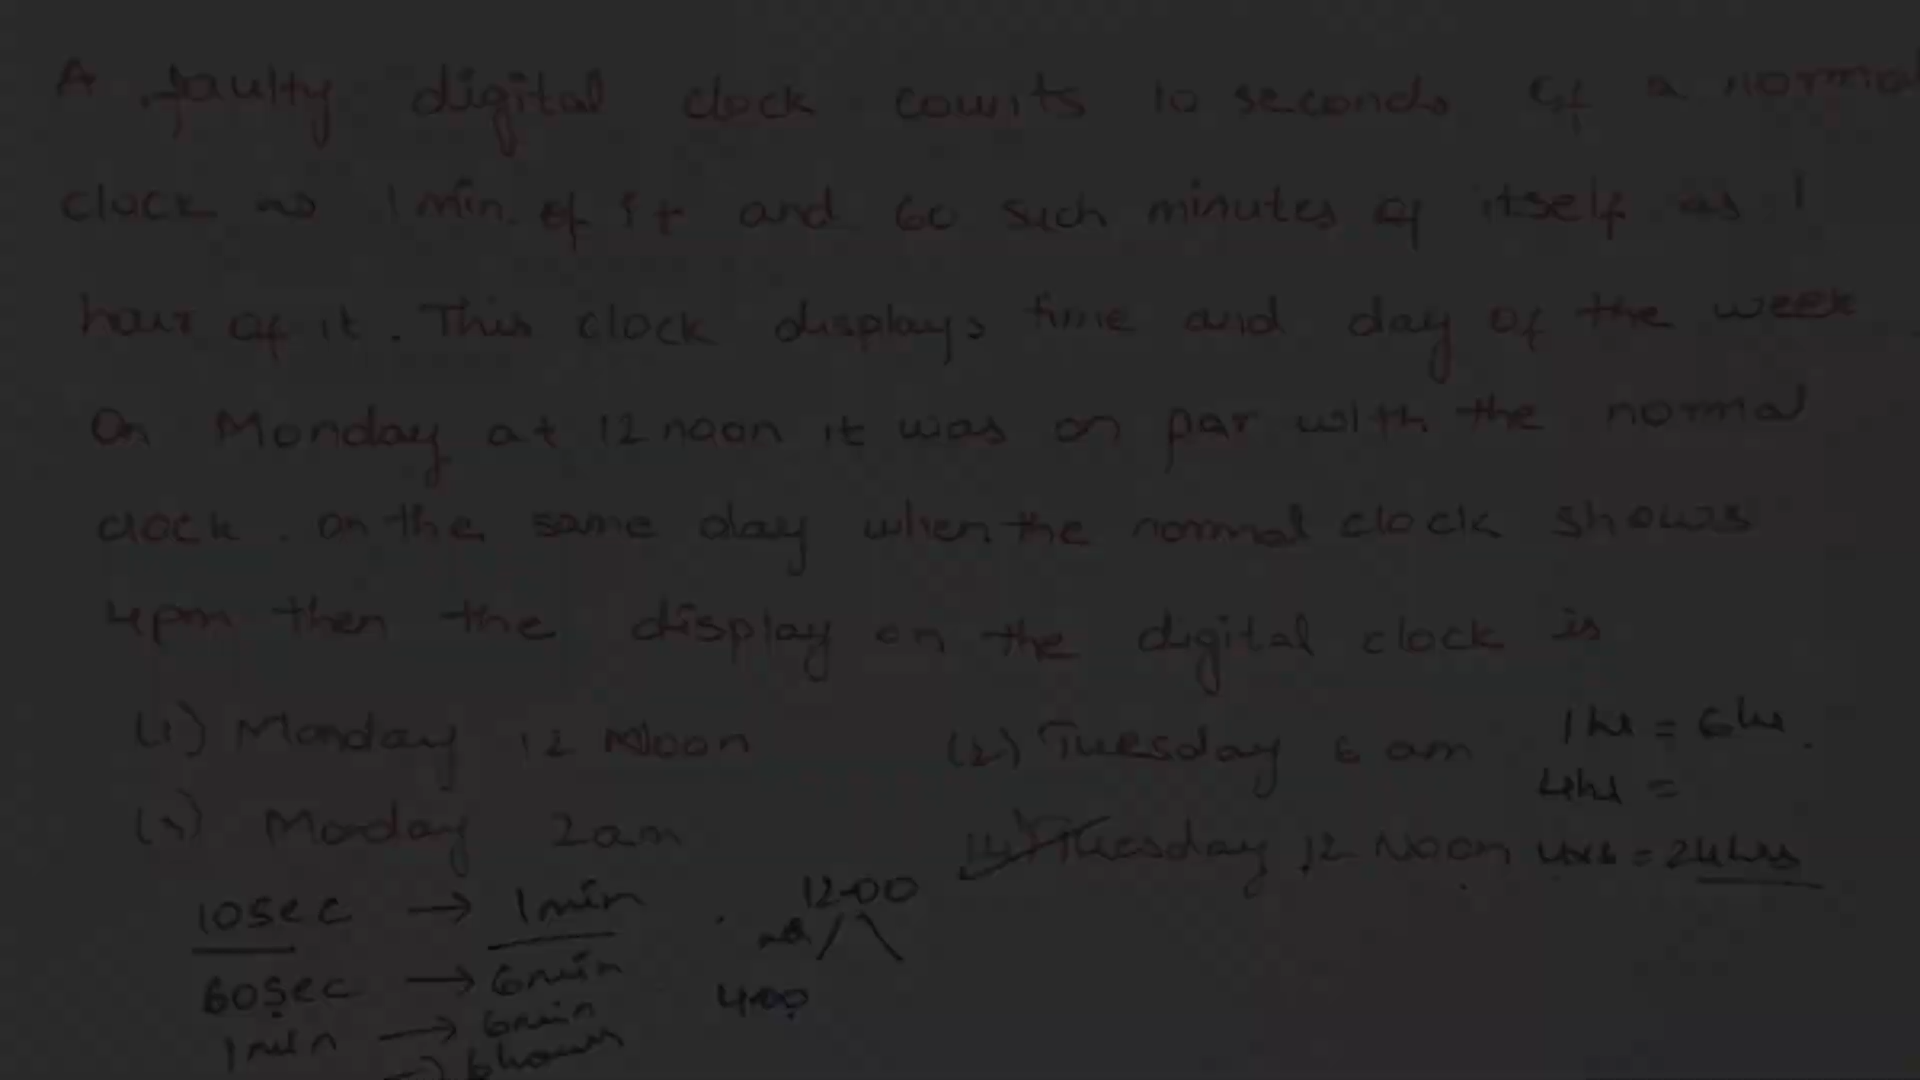 A faulty digital clock counts 10 seconds of a normal
clock as 1 min. of it and 60 such minutes of itself as 1
hour of it. This clock displays time and day of the week
On Monday at 12 noon it was on par with the normal
clock. on the same day when the normal clock shows
4pm then the display on the digital clock is
(1) Monday 12 Noon (2) Tuesday 6 am 1hr = 6hr.
4hr =
(3) Monday 2am (4) Tuesday 12 Noon 4x6 = 24hrs
10sec → 1min 12-00
60sec → 6min 4-00
1min → 6min
→ 6hours